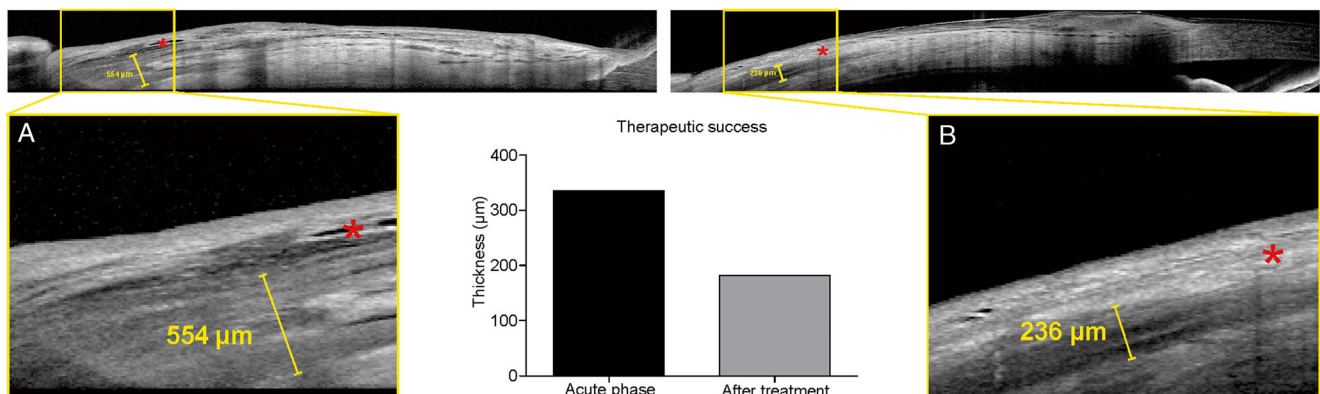 *
554 µm
*
236 µm
A
*
554 µm
Therapeutic success
Thickness (µm)
400
300
200
100
0
Acute phase
After treatment
B
*
236 µm